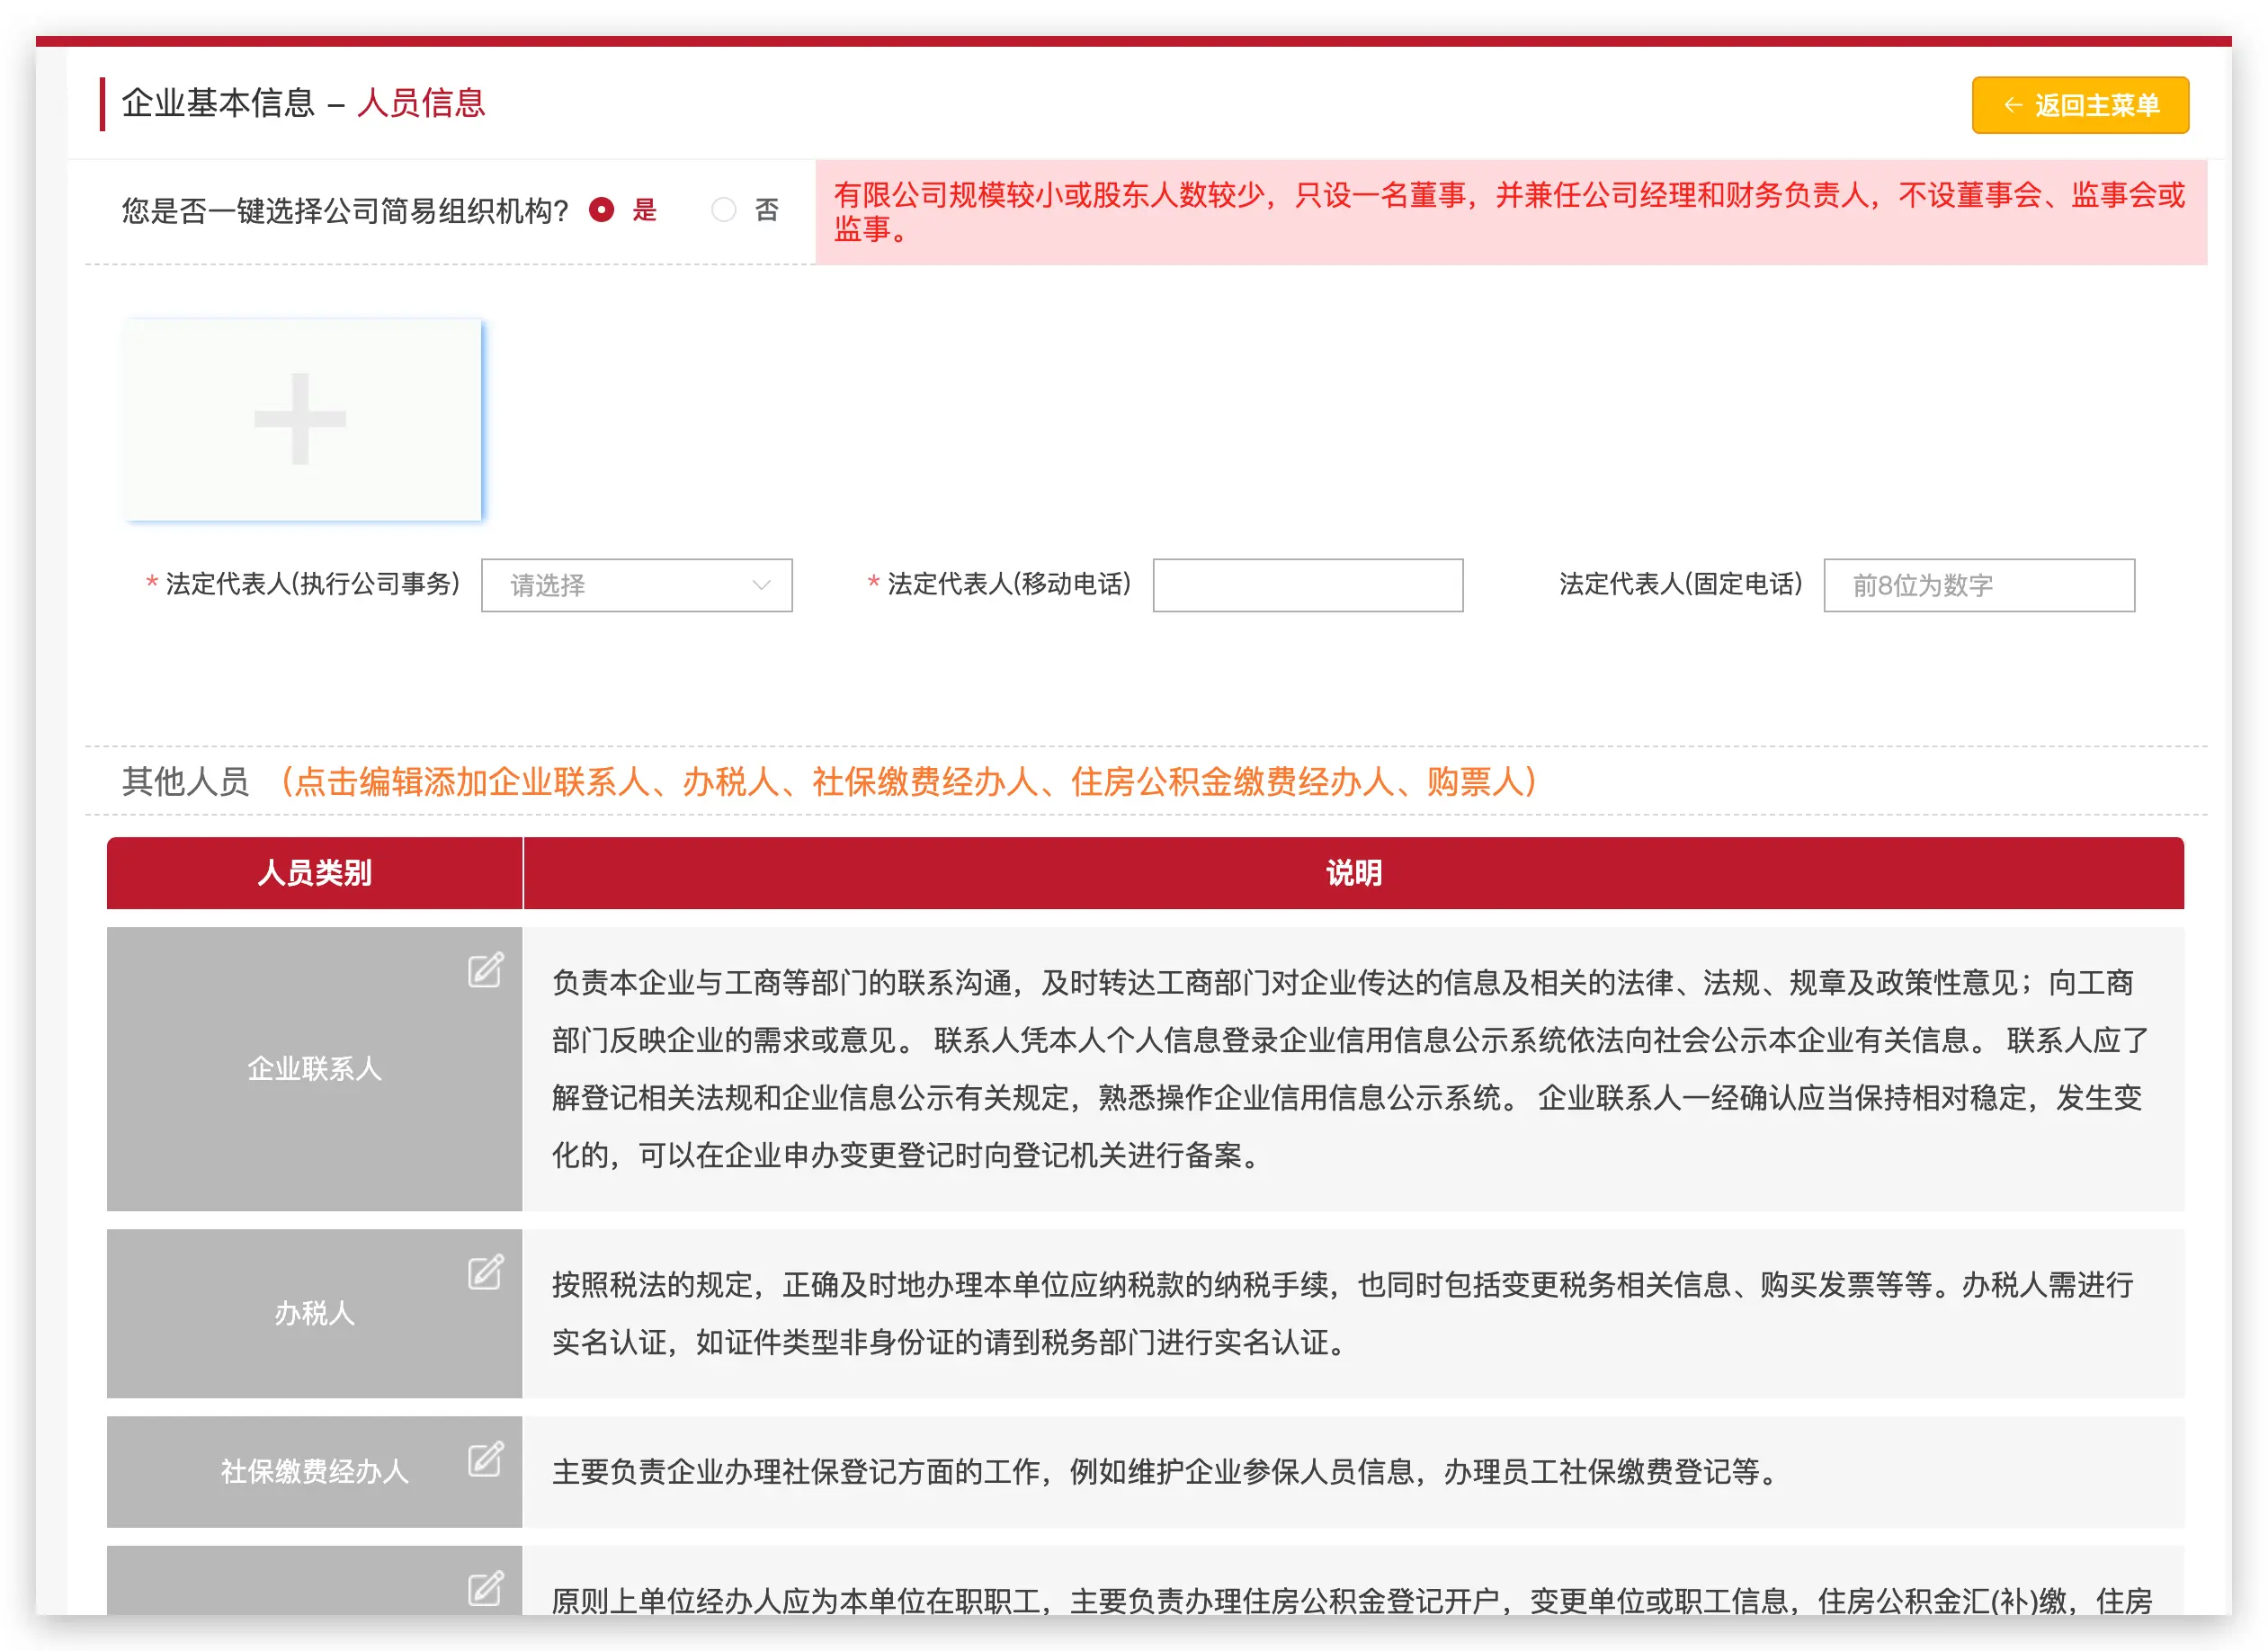 企业基本信息 – 人员信息
← 返回主菜单
您是否一键选择公司简易组织机构? 是 否
有限公司规模较小或股东人数较少，只设一名董事，并兼任公司经理和财务负责人，不设董事会、监事会或
监事。
* 法定代表人(执行公司事务) 请选择
* 法定代表人(移动电话)
法定代表人(固定电话) 前8位为数字
其他人员 （点击编辑添加企业联系人、办税人、社保缴费经办人、住房公积金缴费经办人、购票人）
人员类别
说明
企业联系人
负责本企业与工商等部门的联系沟通，及时转达工商部门对企业传达的信息及相关的法律、法规、规章及政策性意见；向工商
部门反映企业的需求或意见。 联系人凭本人个人信息登录企业信用信息公示系统依法向社会公示本企业有关信息。 联系人应了
解登记相关法规和企业信息公示有关规定，熟悉操作企业信用信息公示系统。 企业联系人一经确认应当保持相对稳定，发生变
化的，可以在企业申办变更登记时向登记机关进行备案。
办税人
按照税法的规定，正确及时地办理本单位应纳税款的纳税手续，也同时包括变更税务相关信息、购买发票等等。办税人需进行
实名认证，如证件类型非身份证的请到税务部门进行实名认证。
社保缴费经办人
主要负责企业办理社保登记方面的工作，例如维护企业参保人员信息，办理员工社保缴费登记等。
原则上单位经办人应为本单位在职职工，主要负责办理住房公积金登记开户，变更单位或职工信息，住房公积金汇(补)缴，住房